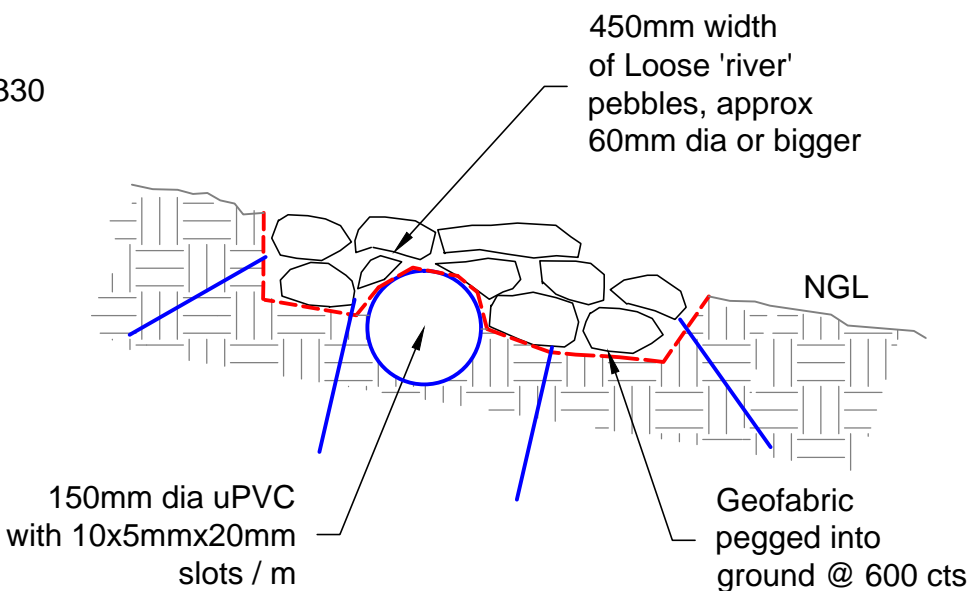 450mm width
of Loose 'river'
pebbles, approx
60mm dia or bigger
330
NGL
150mm dia uPVC
with 10x5mmx20mm
slots / m
Geofabric
pegged into
ground @ 600 cts